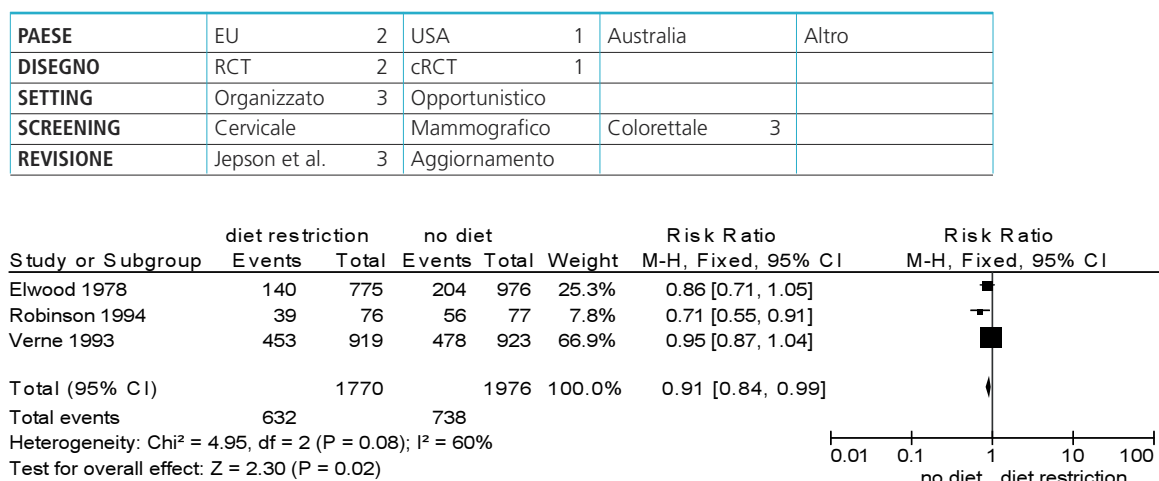 PAESE EU 2 USA 1 Australia Altro
DISEGNO RCT 2 cRCT 1
SETTING Organizzato 3 Opportunistico
SCREENING Cervicale Mammografico Colorettale 3
REVISIONE Jepson et al. 3 Aggiornamento
diet restriction no diet Risk Ratio Risk Ratio
Study or Subgroup Events Total Events Total Weight M-H, Fixed, 95% CI M-H, Fixed, 95% CI
Elwood 1978 140 775 204 976 25.3% 0.86 [0.71, 1.05]
Robinson 1994 39 76 56 77 7.8% 0.71 [0.55, 0.91]
Verne 1993 453 919 478 923 66.9% 0.95 [0.87, 1.04]
Total (95% CI) 1770 1976 100.0% 0.91 [0.84, 0.99]
Total events 632 738
Heterogeneity: Chi² = 4.95, df = 2 (P = 0.08); I² = 60%
Test for overall effect: Z = 2.30 (P = 0.02)
0.01 0.1 1 10 100
no diet diet restriction